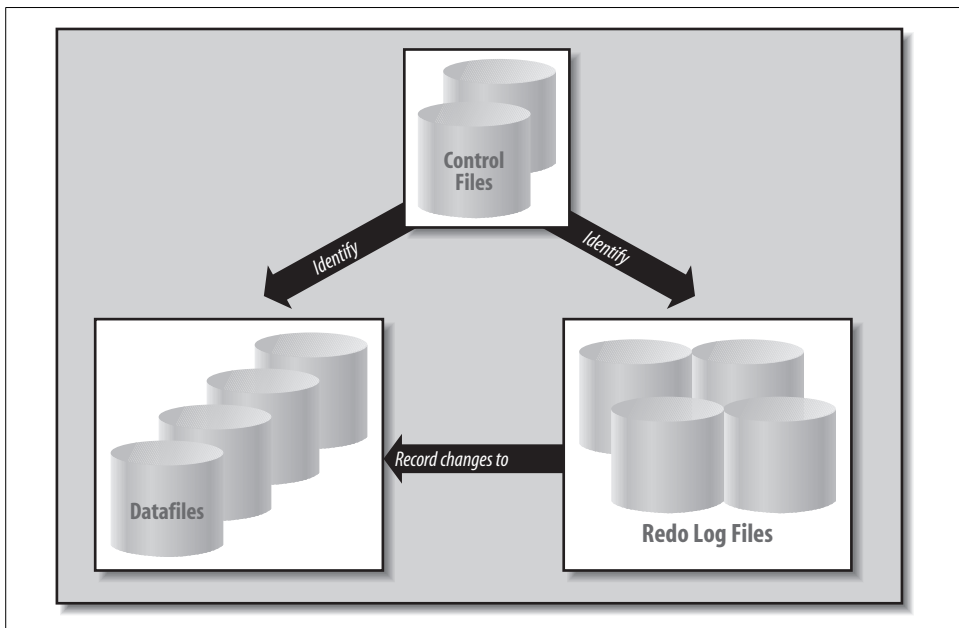 Control
Files
Identify
Identify
Record changes to
Datafiles
Redo Log Files